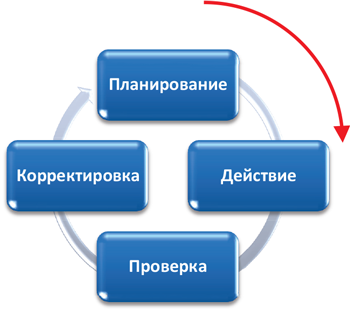 Планирование
Действие
Проверка
Корректировка